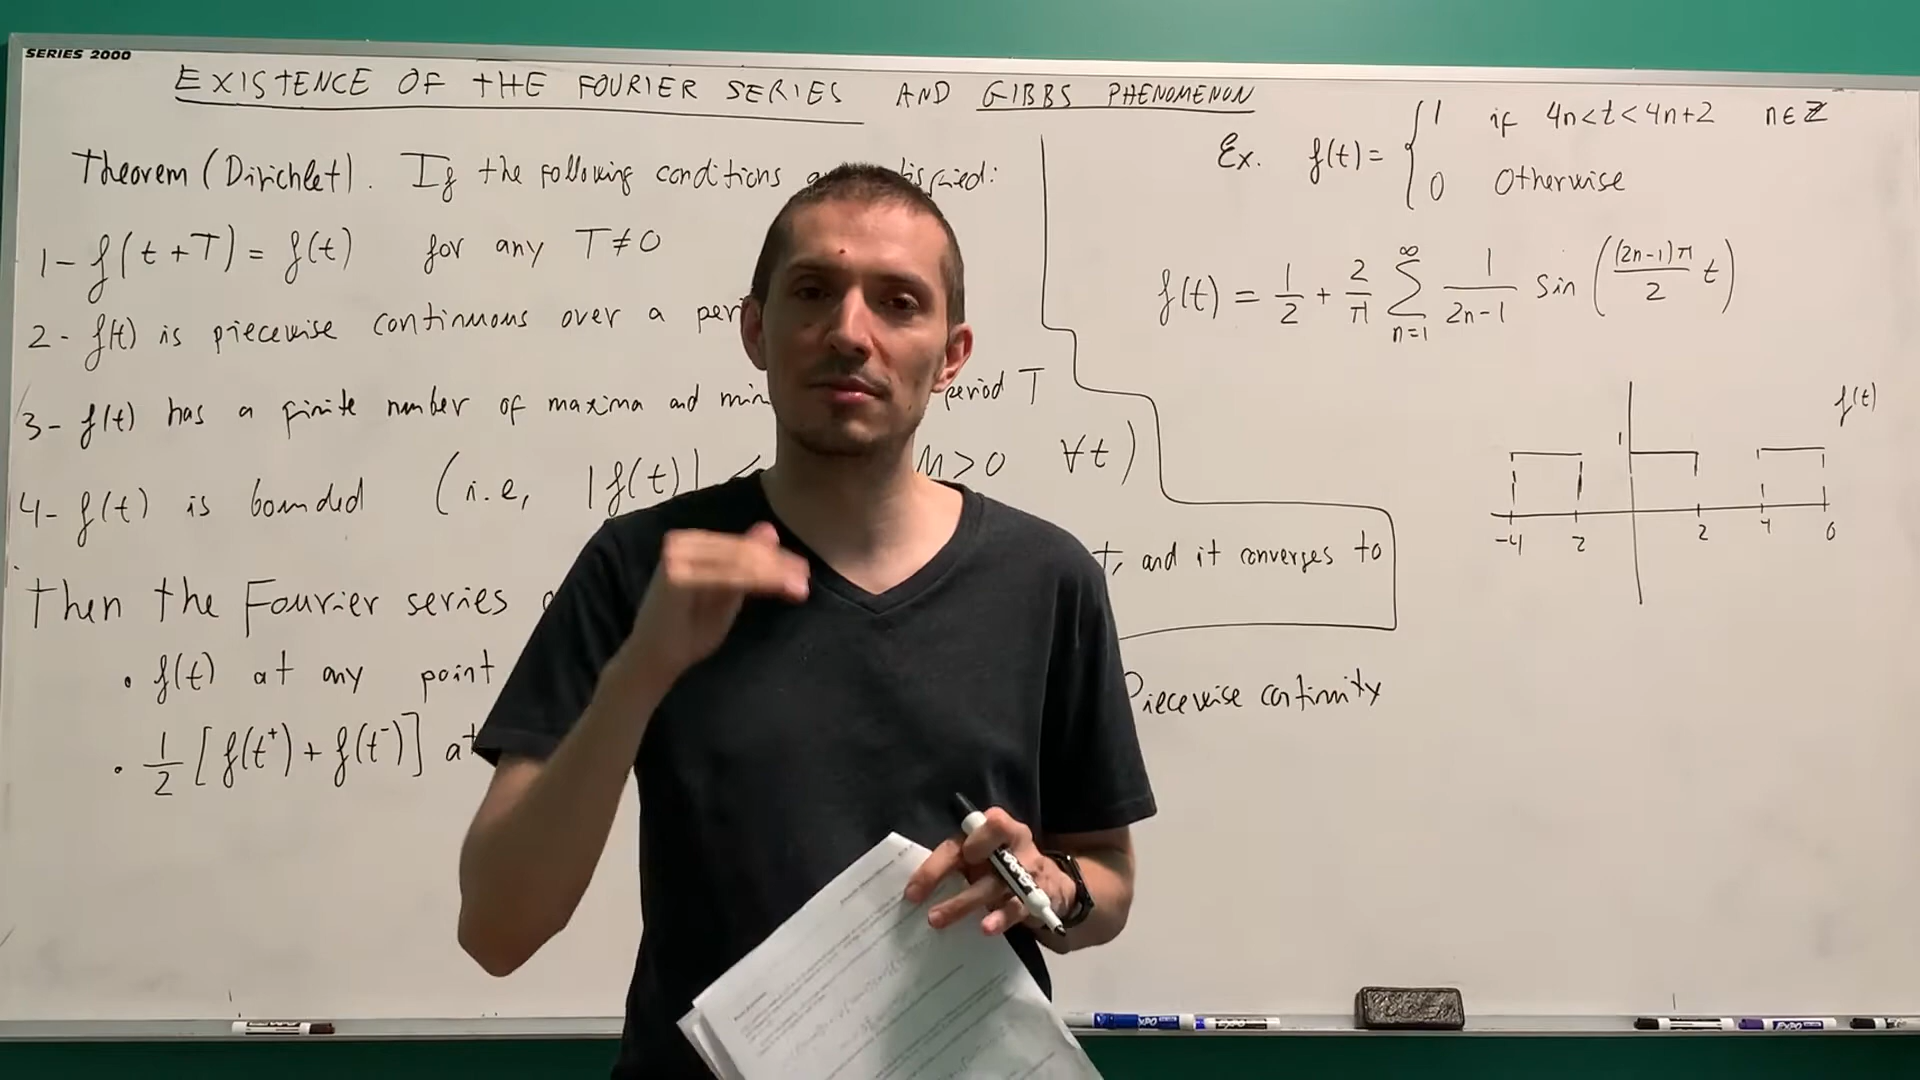 SERIES 2000
EXISTENCE OF THE FOURIER SERIES AND GIBBS PHENOMENON
Theorem (Dirichlet). If the following conditions
1- f(t+T) = f(t) for any T≠0
2- f(t) is piecewise continuous over a
3- f(t) has a finite number of maxima and period T
4- f(t) is bounded (i.e, |f(t)| < M>0 ∀t)
Then the Fourier series t, and it converges to
• f(t) at any point
• 1/2 [f(t⁺) + f(t⁻)] at
Piecewise continuity
Ex. f(t) = { 1 if 4n<t<4n+2 n∈ℤ
0 Otherwise
f(t) = 1/2 + 2/π ∑_{n=1}^{∞} 1/(2n-1) sin((2n-1)π/2 t)
f(t)
1
-4 2 2 4 6
EXPO
EXPO